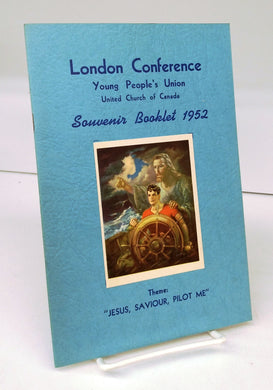 London Conference
Young People's Union
United Church of Canada
Souvenir Booklet 1952
Theme:
"JESUS, SAVIOUR, PILOT ME"